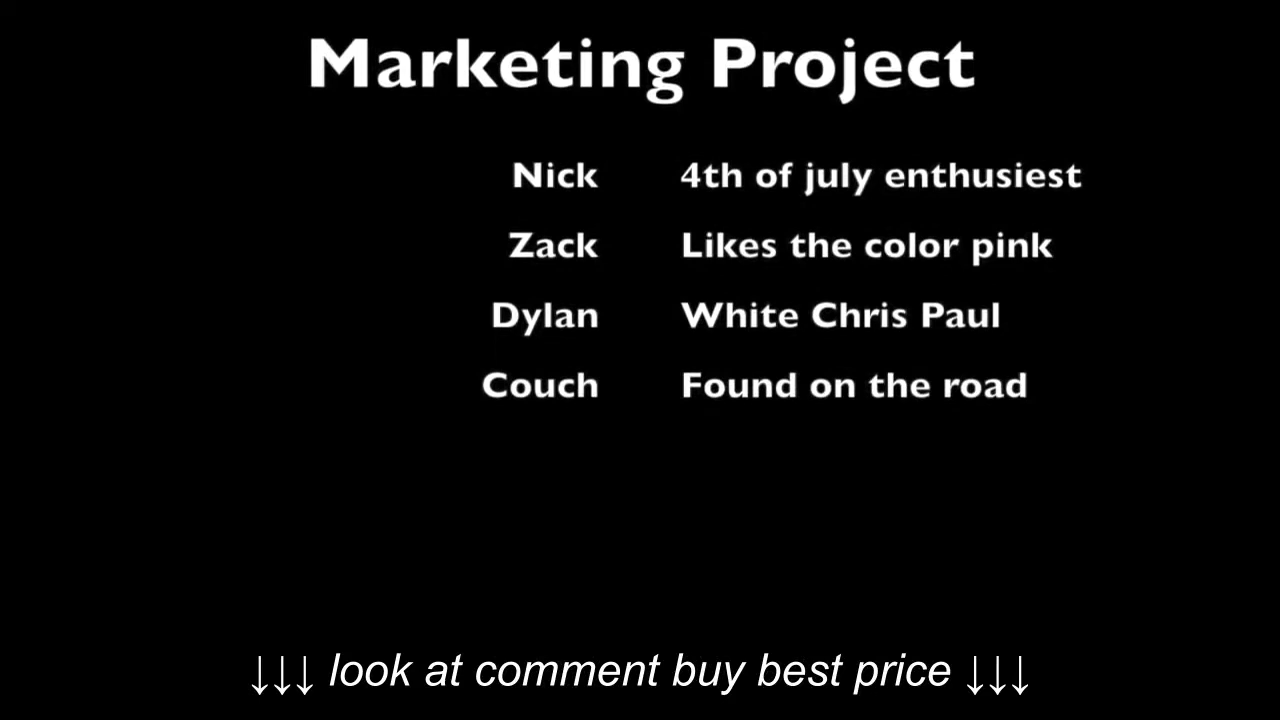 Marketing Project
Nick 4th of july enthusiest
Zack Likes the color pink
Dylan White Chris Paul
Couch Found on the road
↓↓↓ look at comment buy best price ↓↓↓